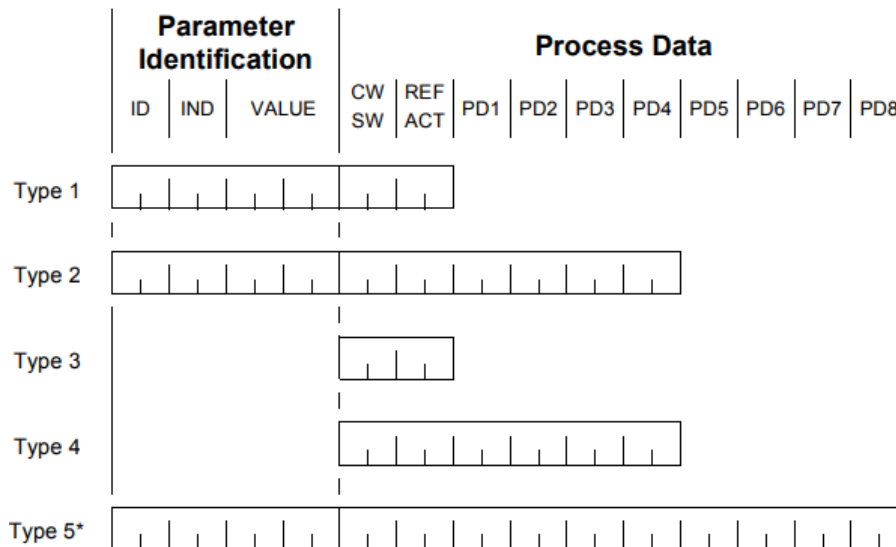 Parameter
Identification
Process Data
ID IND VALUE CW REF PD1 PD2 PD3 PD4 PD5 PD6 PD7 PD8
SW ACT
Type 1
Type 2
Type 3
Type 4
Type 5*